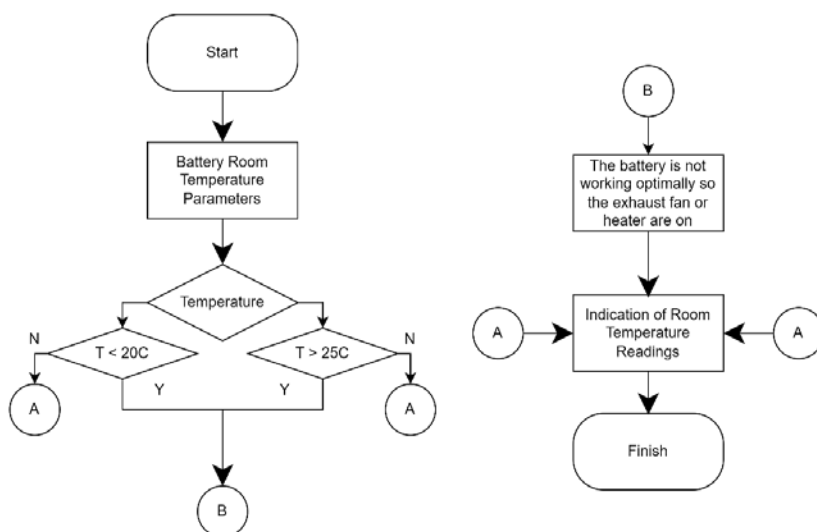 Start
Battery Room
Temperature
Parameters
Temperature
N
T < 20C
T > 25C
N
Y
Y
A
A
B
B
The battery is not
working optimally so
the exhaust fan or
heater are on
A
Indication of Room
Temperature
Readings
A
Finish